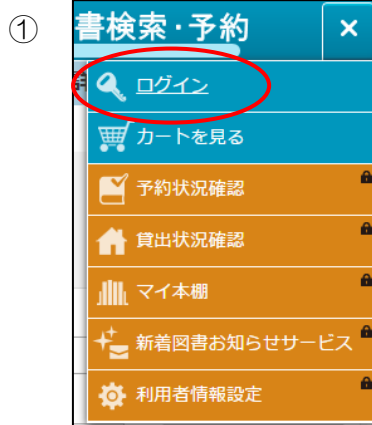 ①
書検索・予約
×
ログイン
カートを見る
予約状況確認
貸出状況確認
マイ本棚
新着図書お知らせサービス
利用者情報設定